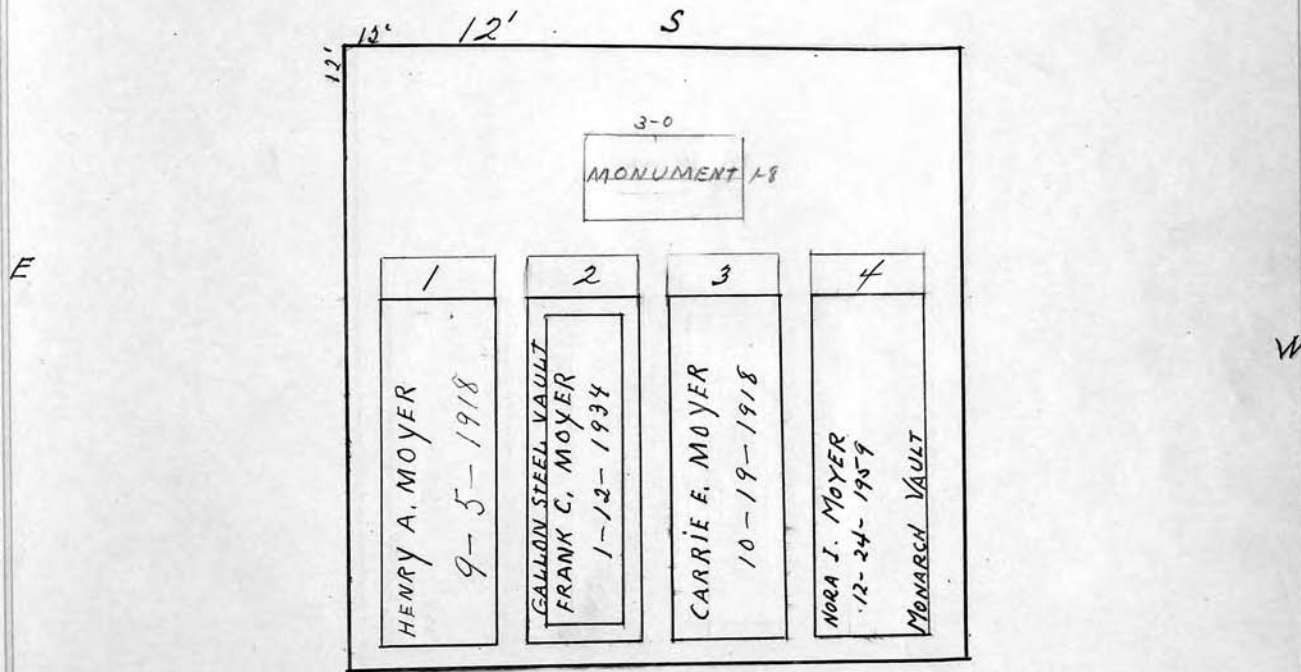 12' 12' S
12'
3-0
MONUMENT 1-8
E
W
1 2 3 4
HENRY A. MOYER
9-5-1918
GALLON STEEL VAULT
FRANK C. MOYER
1-12-1934
CARRIE E. MOYER
10-19-1918
NORA I. MOYER
12-24-1959
MONARCH VAULT